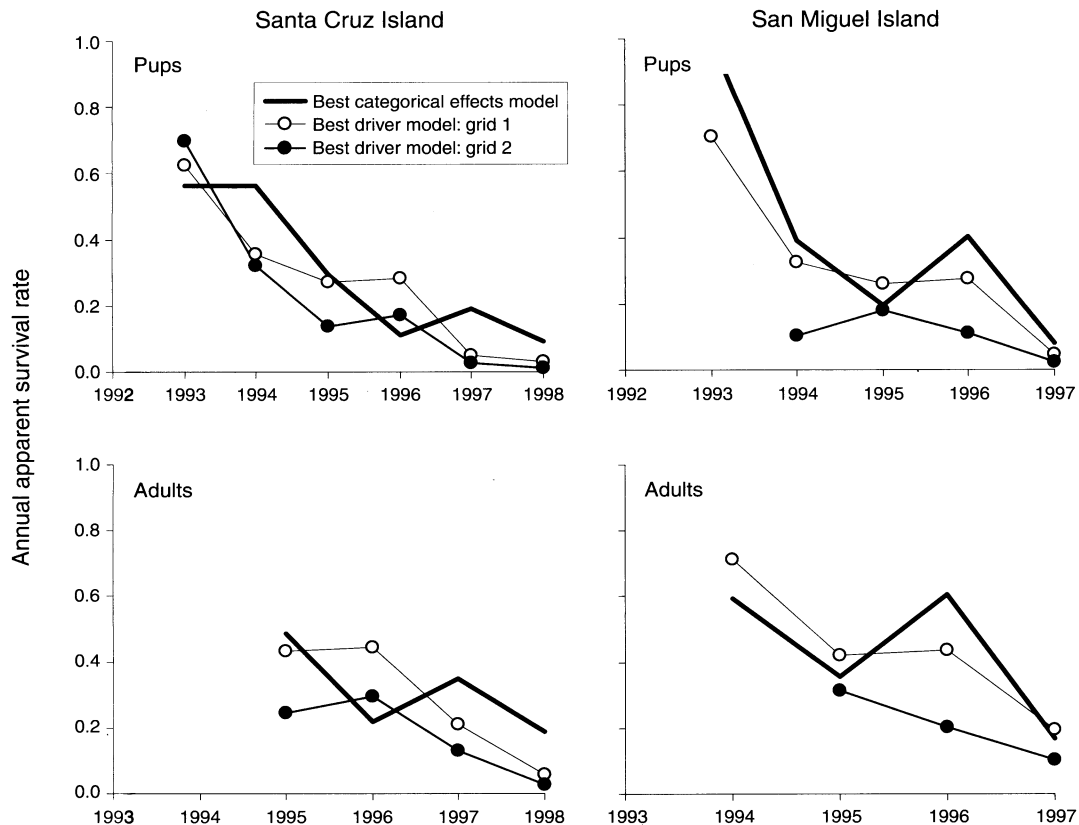 Santa Cruz Island
San Miguel Island
Annual apparent survival rate
Pups
Best categorical effects model
Best driver model: grid 1
Best driver model: grid 2
1.0
0.8
0.6
0.4
0.2
0.0
1992 1993 1994 1995 1996 1997 1998
Pups
1992 1993 1994 1995 1996 1997
Adults
1.0
0.8
0.6
0.4
0.2
0.0
1993 1994 1995 1996 1997 1998
Adults
1993 1994 1995 1996 1997